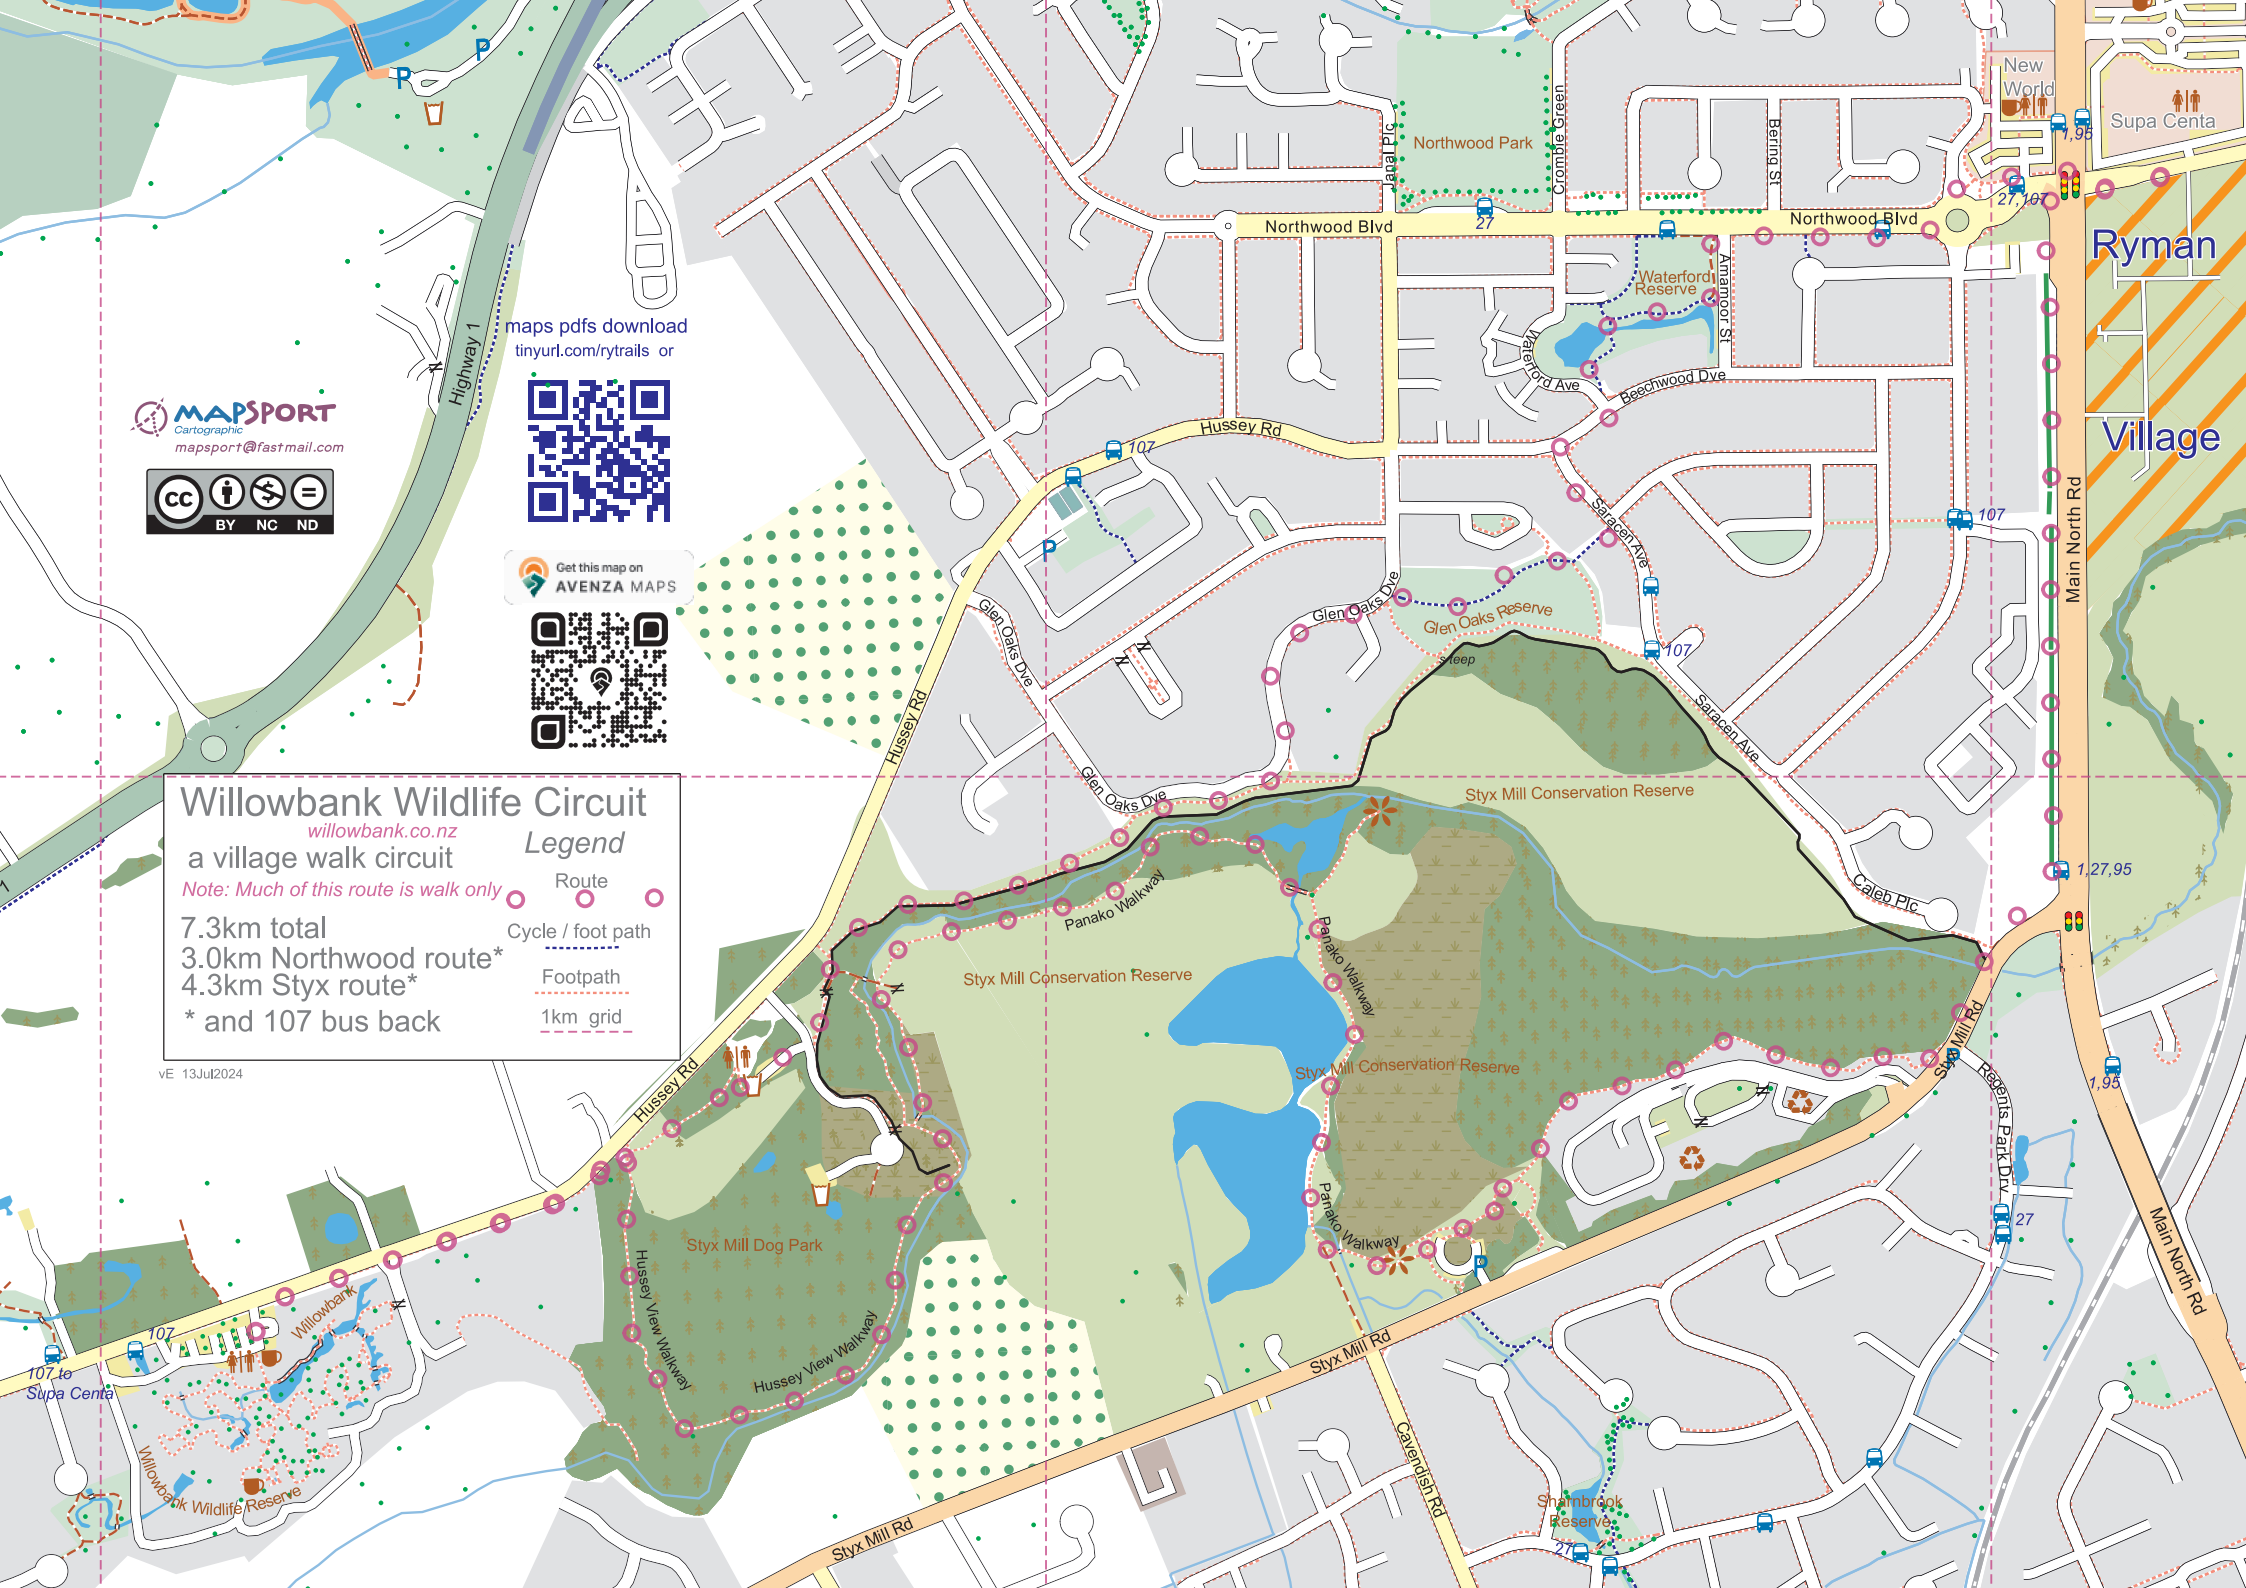 New
World
1,95
Supa Centa
Northwood Park
Janal Plc
Crombie Green
Bering St
27,107
27
Northwood Blvd
Northwood Blvd
Ryman
Village
Waterford
Reserve
Amamoor St
Waterford Ave
Beechwood Dve
Hussey Rd
107
Saracen Ave
107
Main North Rd
Highway 1
maps pdfs download
tinyurl.com/rytrails or
MAPSPORT
Cartographic
mapsport@fastmail.com
cc
BY NC ND
Get this map on
AVENZA MAPS
P
P
P
Glen Oaks Dve
Glen Oaks Dve
Glen Oaks Reserve
steep
107
Saracen Ave
Hussey Rd
Glen Oaks Dve
Styx Mill Conservation Reserve
Willowbank Wildlife Circuit
willowbank.co.nz
a village walk circuit
Note: Much of this route is walk only
7.3km total
3.0km Northwood route*
4.3km Styx route*
* and 107 bus back
Legend
Route
Cycle / foot path
Footpath
1km grid
vE 13Jul2024
1
1,27,95
Caleb Plc
Panako Walkway
Panako Walkway
Styx Mill Conservation Reserve
Styx Mill Conservation Reserve
Styx Mill Rd
P
Regents Park Drv
1,95
Hussey Rd
Styx Mill Dog Park
Hussey View Walkway
Hussey View Walkway
Panako Walkway
P
27
Main North Rd
Willowbank
107
107 to
Supa Centa
Willowbank Wildlife Reserve
Styx Mill Rd
Cavendish Rd
Styx Mill Rd
Sharnbrook
Reserve
27